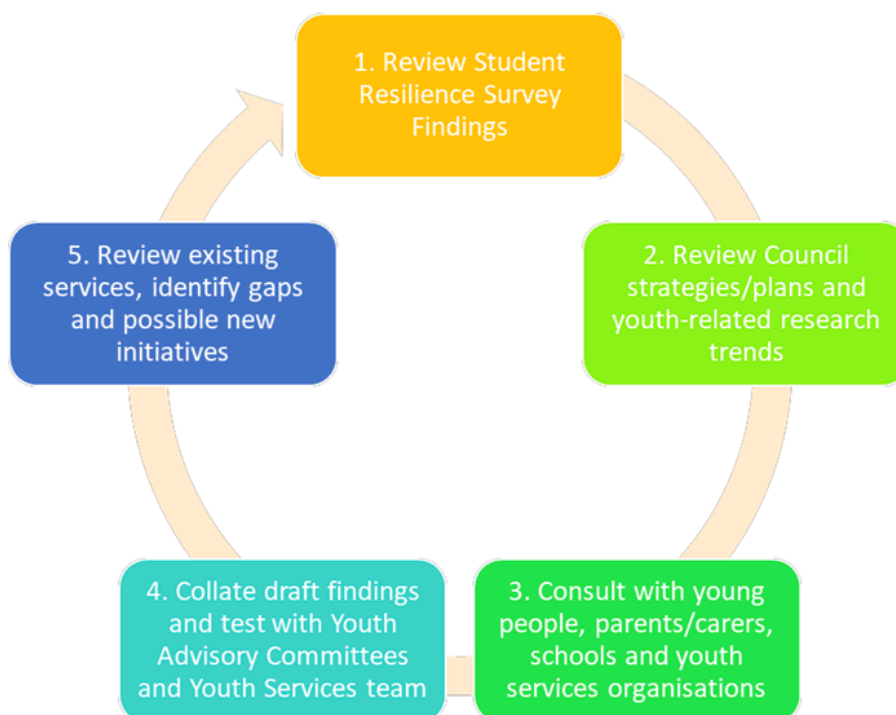 1. Review Student
Resilience Survey
Findings
2. Review Council
strategies/plans and
youth-related research
trends
3. Consult with young
people, parents/carers,
schools and youth
services organisations
4. Collate draft findings
and test with Youth
Advisory Committees
and Youth Services team
5. Review existing
services, identify gaps
and possible new
initiatives